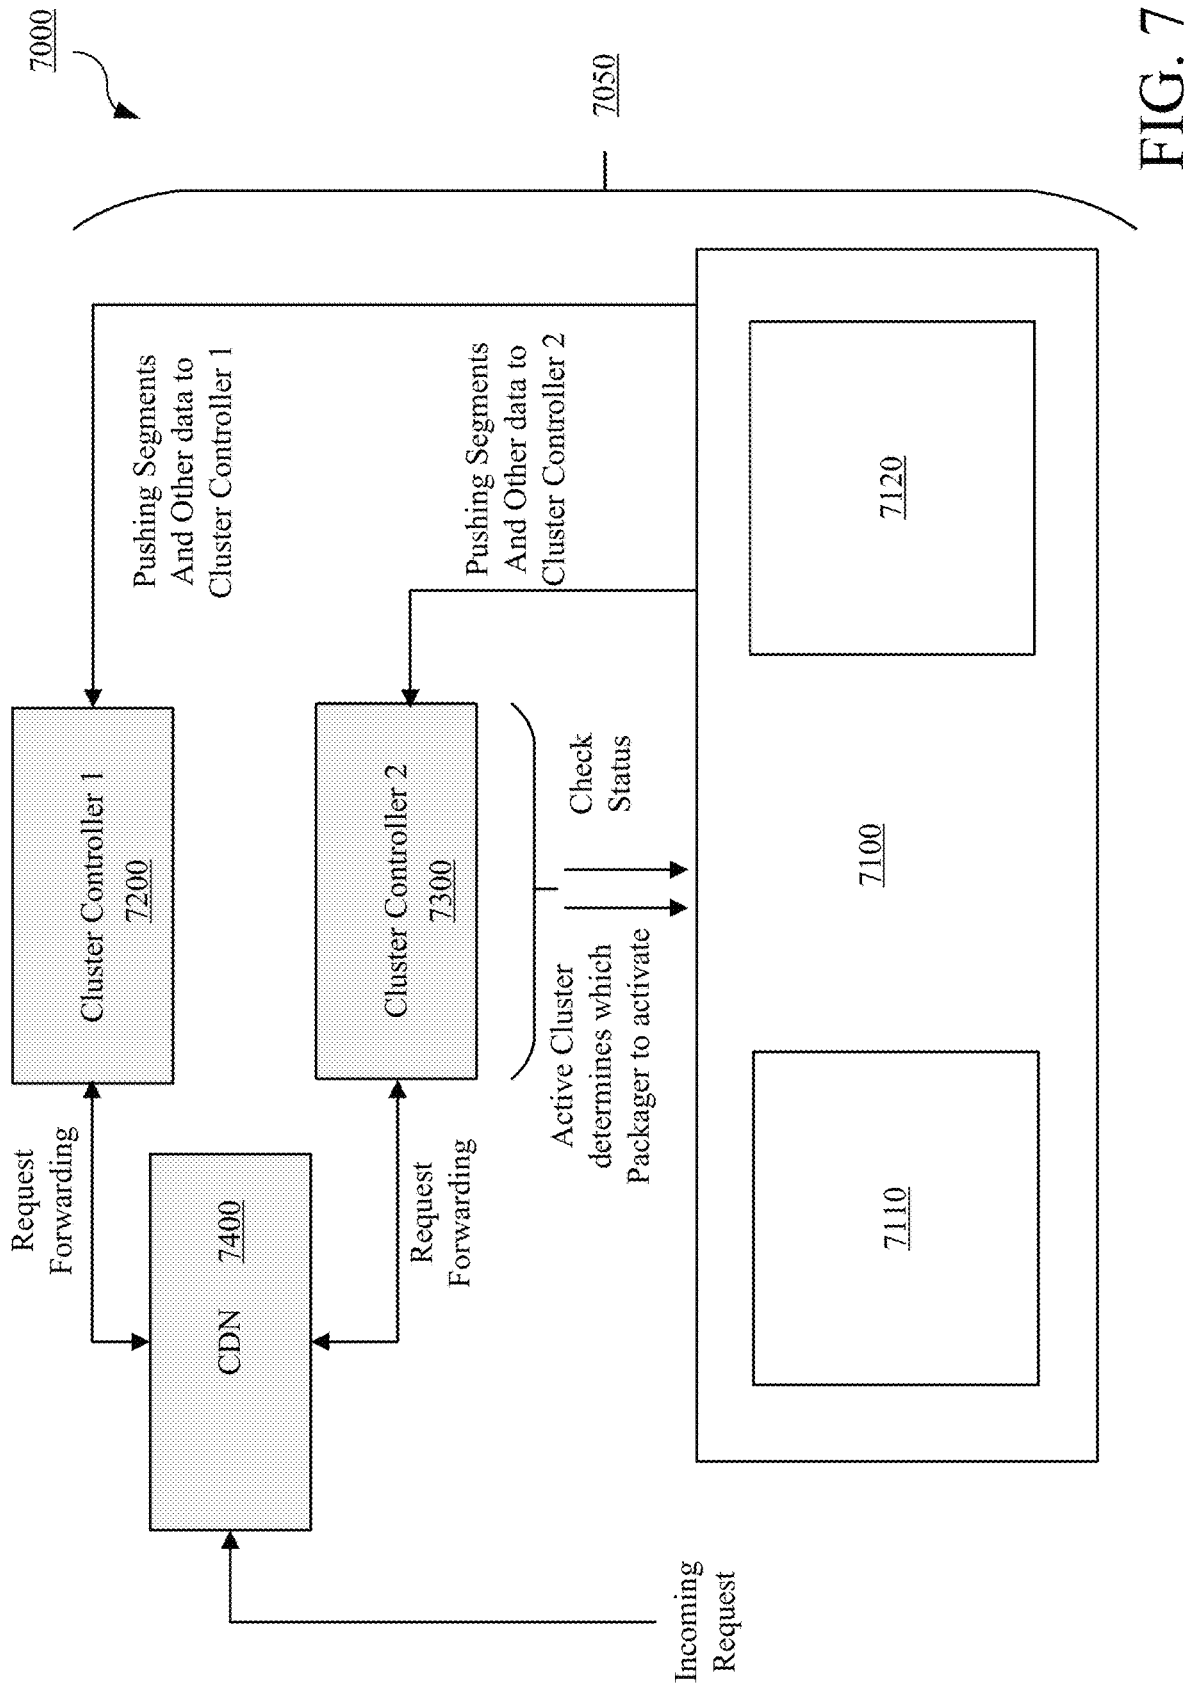 7000
Request
Forwarding
Cluster Controller 1
7200
Pushing Segments
And Other data to
Cluster Controller 1
CDN 7400
Request
Forwarding
Cluster Controller 2
7300
Pushing Segments
And Other data to
Cluster Controller 2
7050
Active Cluster
determines which
Packager to activate
Check
Status
Incoming
Request
7110
7100
7120
FIG. 7